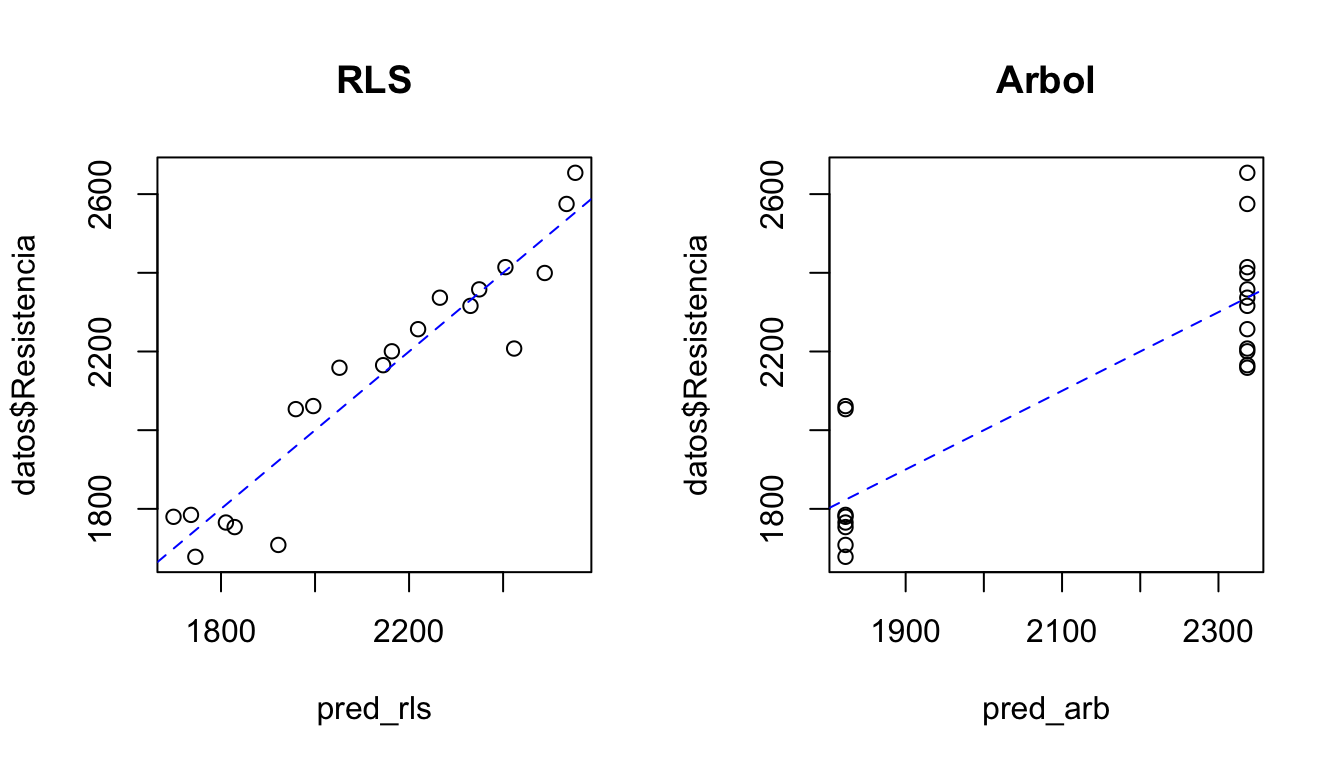 RLS
datos$Resistencia
2600
2200
1800
1800 2200
pred_rls
Arbol
datos$Resistencia
2600
2200
1800
1900 2100 2300
pred_arb